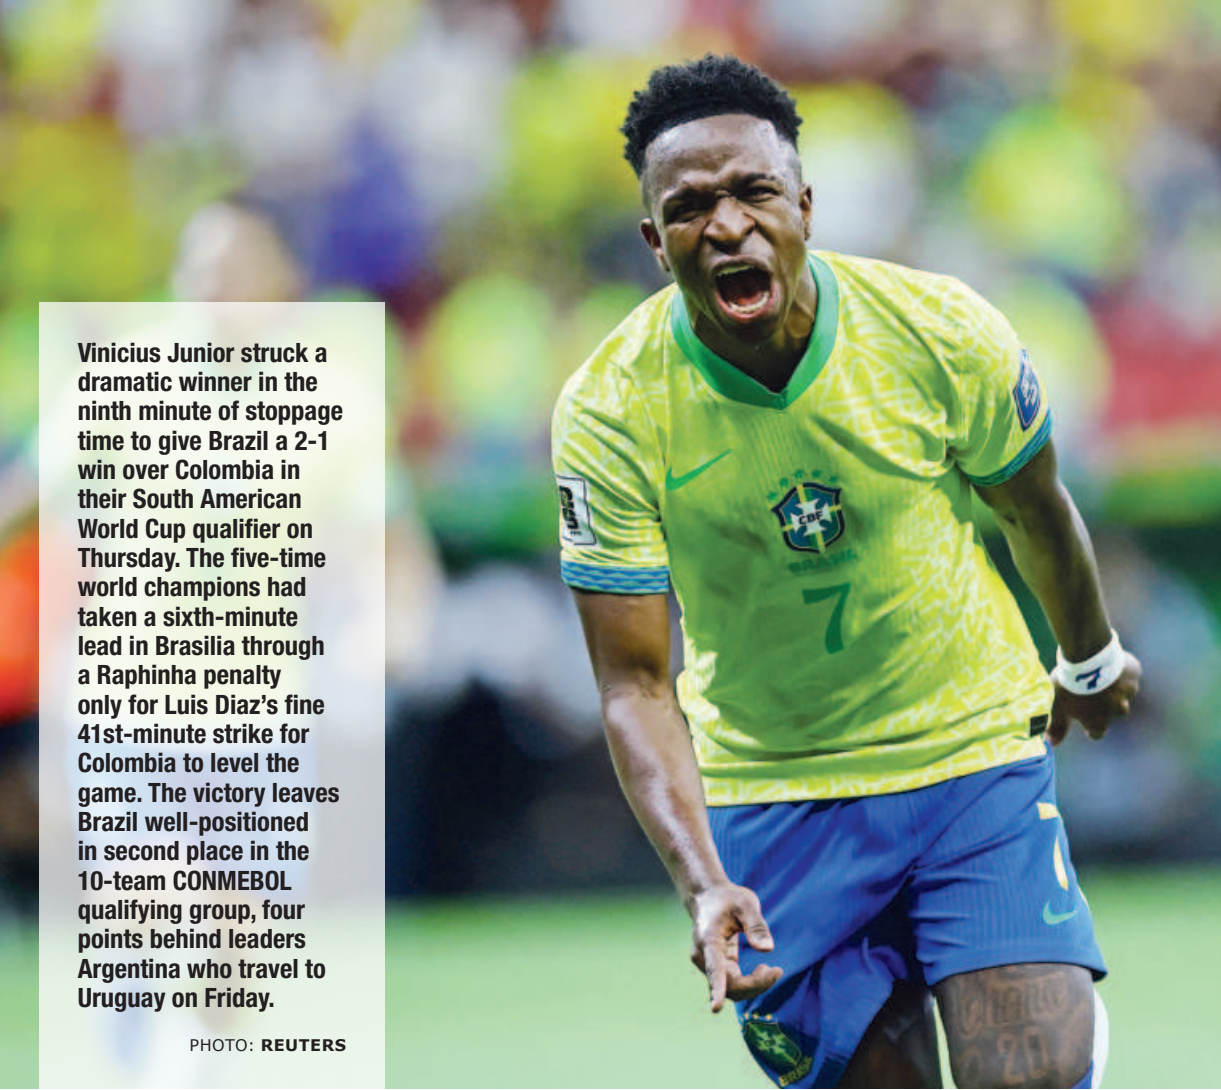 Vinicius Junior struck a
dramatic winner in the
ninth minute of stoppage
time to give Brazil a 2-1
win over Colombia in
their South American
World Cup qualifier on
Thursday. The five-time
world champions had
taken a sixth-minute
lead in Brasilia through
a Raphinha penalty
only for Luis Diaz’s fine
41st-minute strike for
Colombia to level the
game. The victory leaves
Brazil well-positioned
in second place in the
10-team CONMEBOL
qualifying group, four
points behind leaders
Argentina who travel to
Uruguay on Friday.
PHOTO: REUTERS
CBF
BRASIL
7
7
7
BRASIL
20